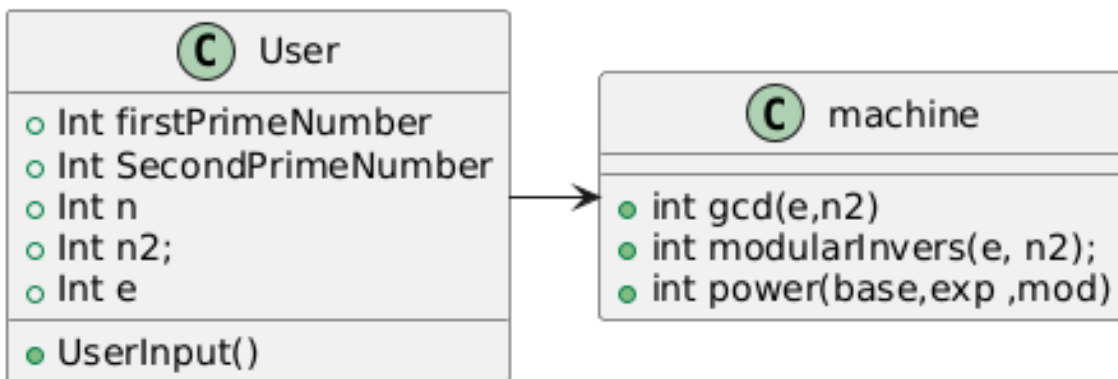 C User
Int firstPrimeNumber
Int SecondPrimeNumber
Int n
Int n2;
Int e
UserInput()
C machine
int gcd(e,n2)
int modularInvers(e, n2);
int power(base,exp ,mod)